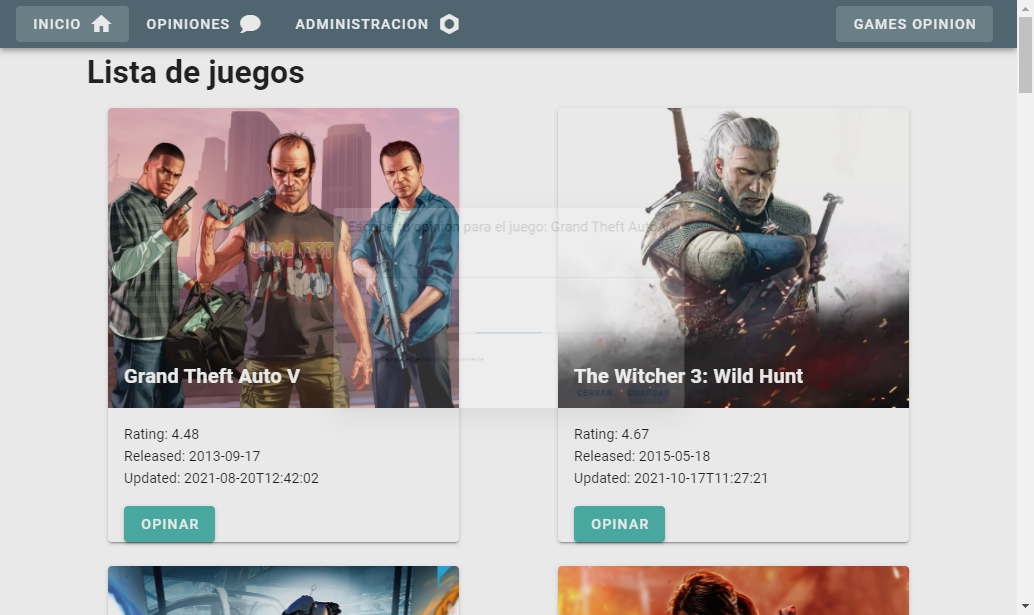 INICIO
OPINIONES
ADMINISTRACION
GAMES OPINION
Lista de juegos
Escribe tu opinion para el juego: Grand Theft Auto V
Grand Theft Auto V
The Witcher 3: Wild Hunt
CERRAR GUARDAR
Rating: 4.48
Released: 2013-09-17
Updated: 2021-08-20T12:42:02
OPINAR
Rating: 4.67
Released: 2015-05-18
Updated: 2021-10-17T11:27:21
OPINAR